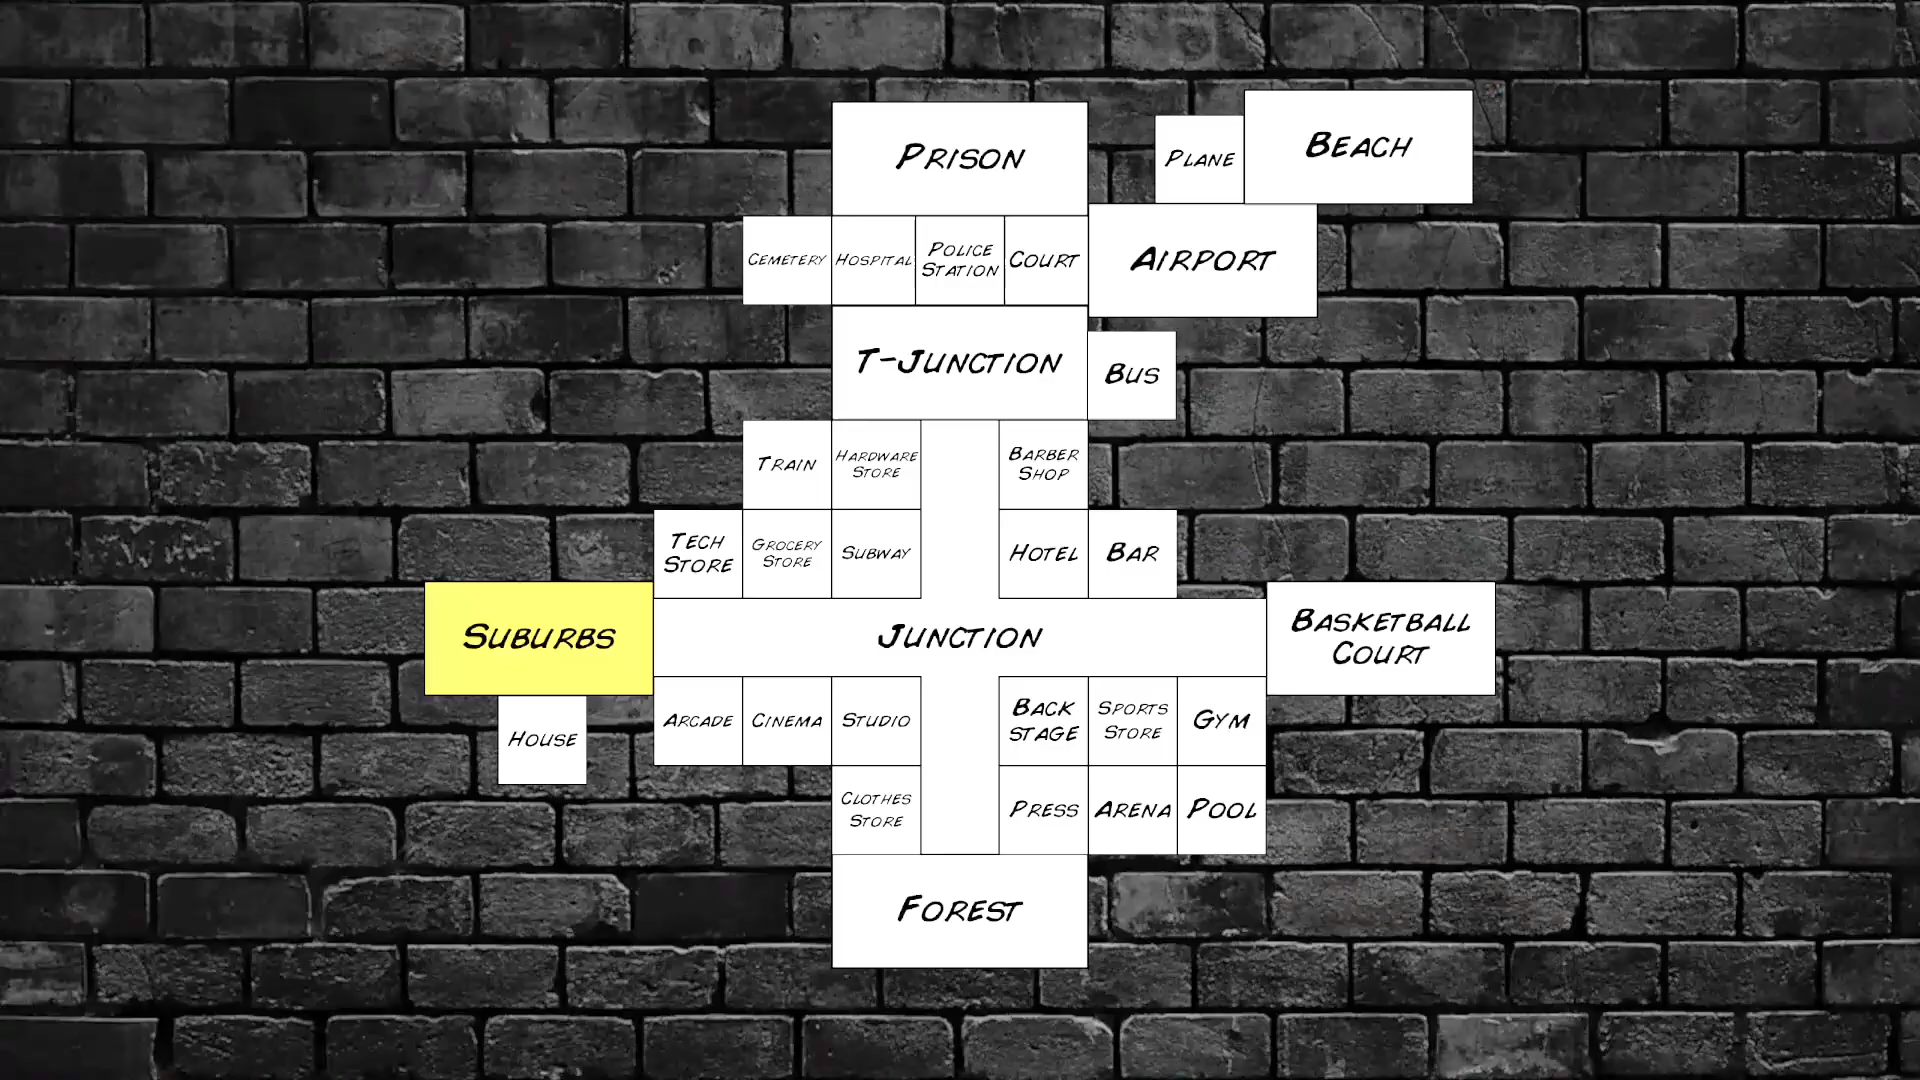 PRISON
PLANE
BEACH
CEMETERY
HOSPITAL
POLICE
STATION
COURT
AIRPORT
T-JUNCTION
BUS
TRAIN
HARDWARE
STORE
BARBER
SHOP
TECH
STORE
GROCERY
STORE
SUBWAY
HOTEL
BAR
SUBURBS
JUNCTION
BASKETBALL
COURT
HOUSE
ARCADE
CINEMA
STUDIO
BACK
STAGE
SPORTS
STORE
GYM
CLOTHES
STORE
PRESS
ARENA
POOL
FOREST